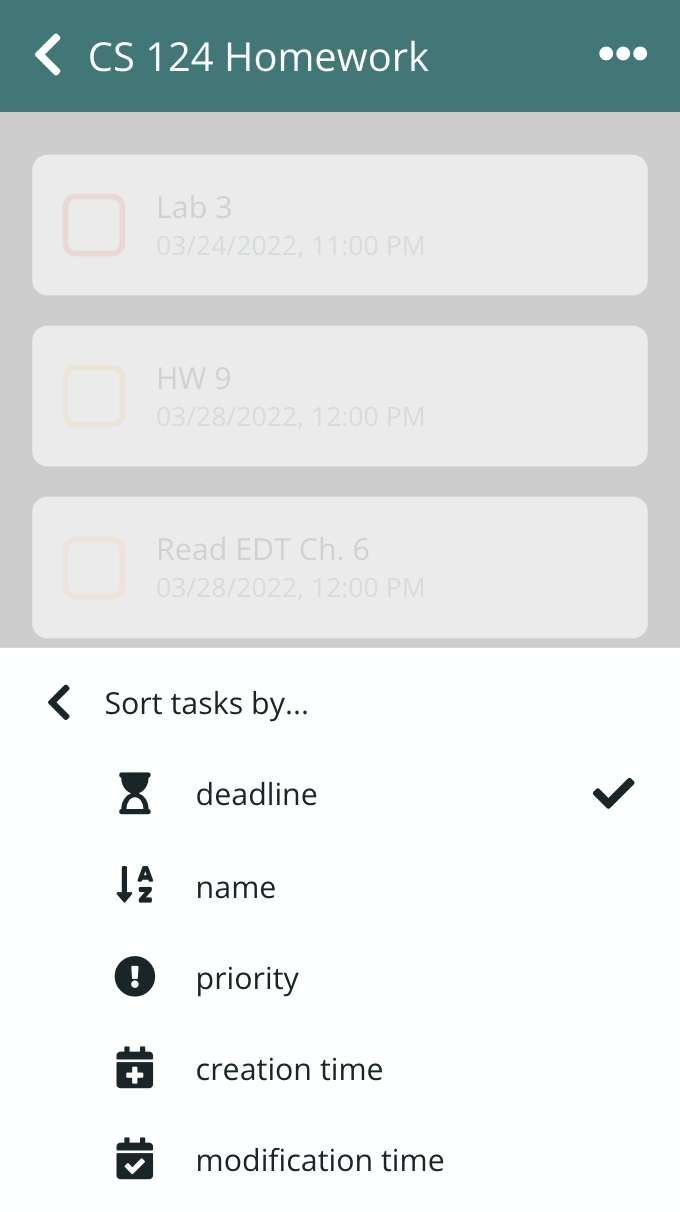 CS 124 Homework
Lab 3
03/24/2022, 11:00 PM
HW 9
03/28/2022, 12:00 PM
Read EDT Ch. 6
03/28/2022, 12:00 PM
Sort tasks by...
deadline
name
priority
creation time
modification time